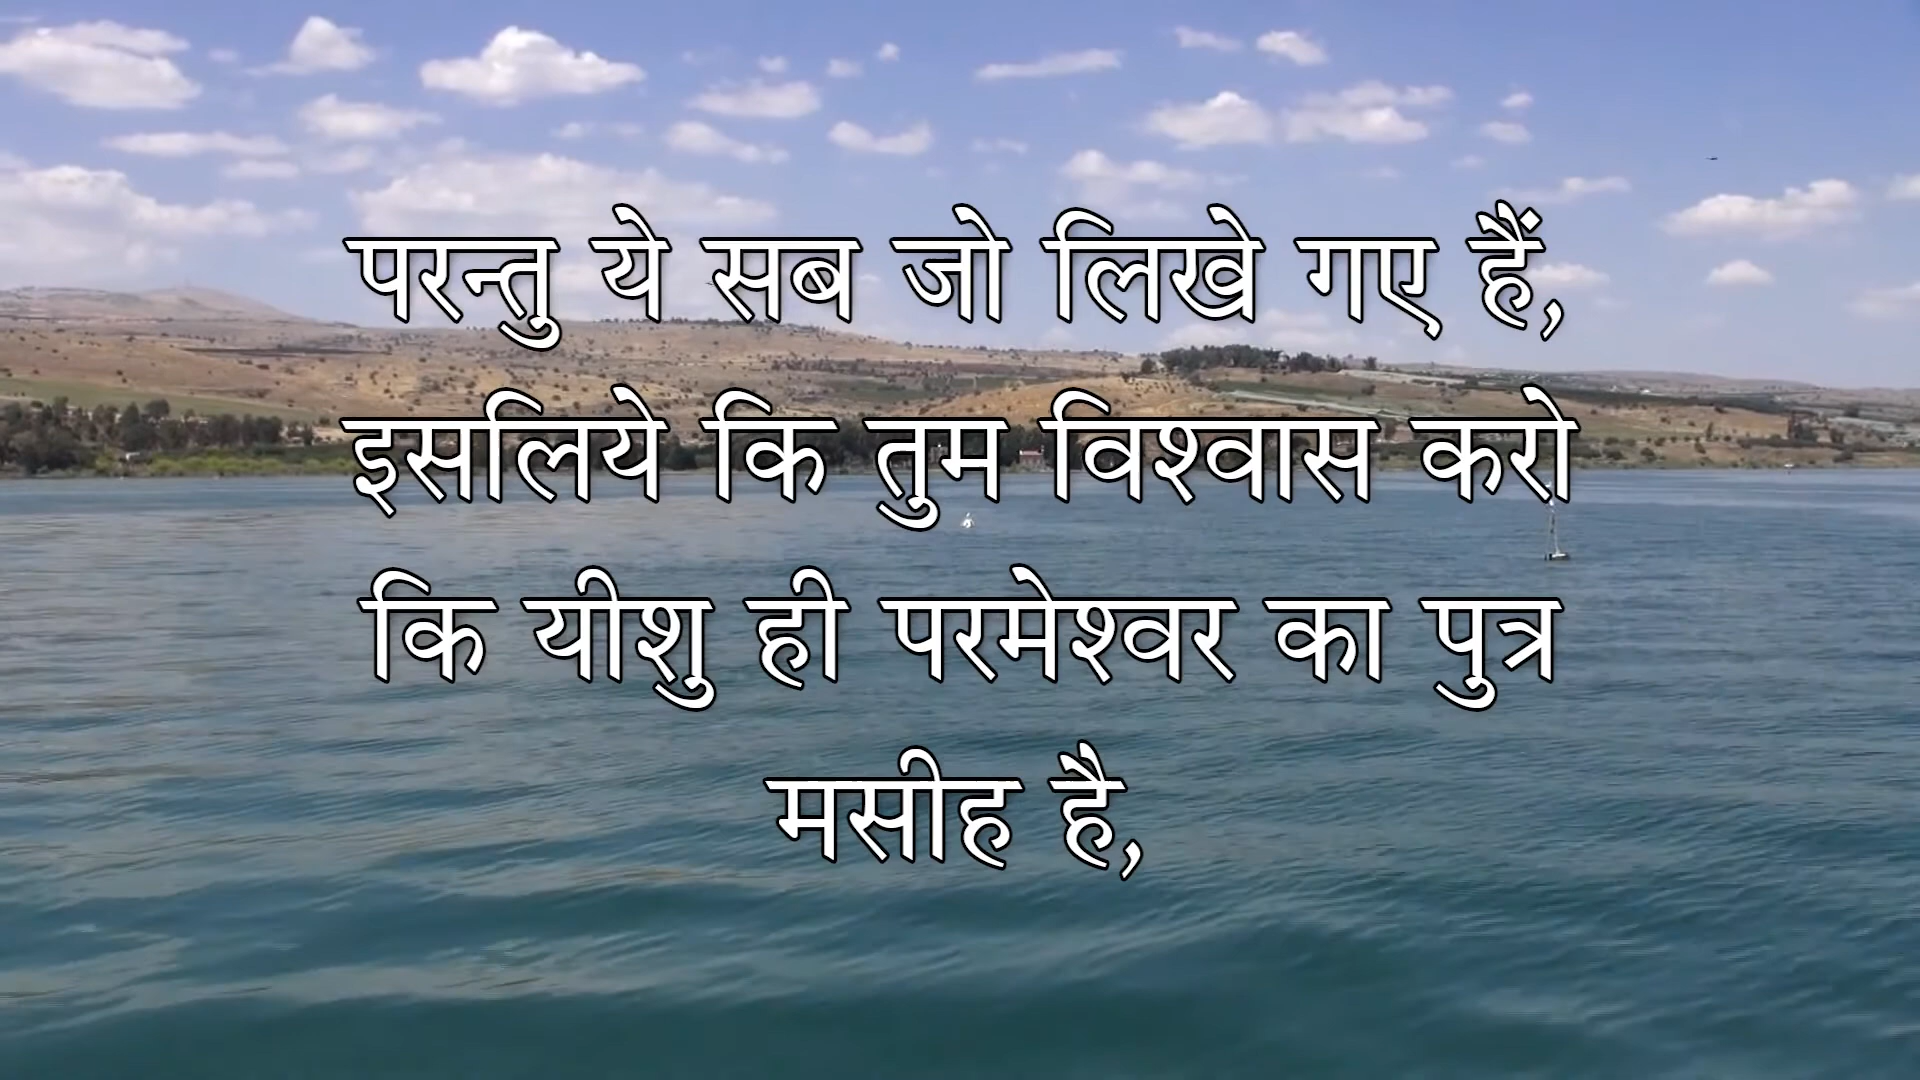 परन्तु ये सब जो लिखे गए हैं,
इसलिये कि तुम विश्वास करो
कि यीशु ही परमेश्वर का पुत्र
मसीह है,